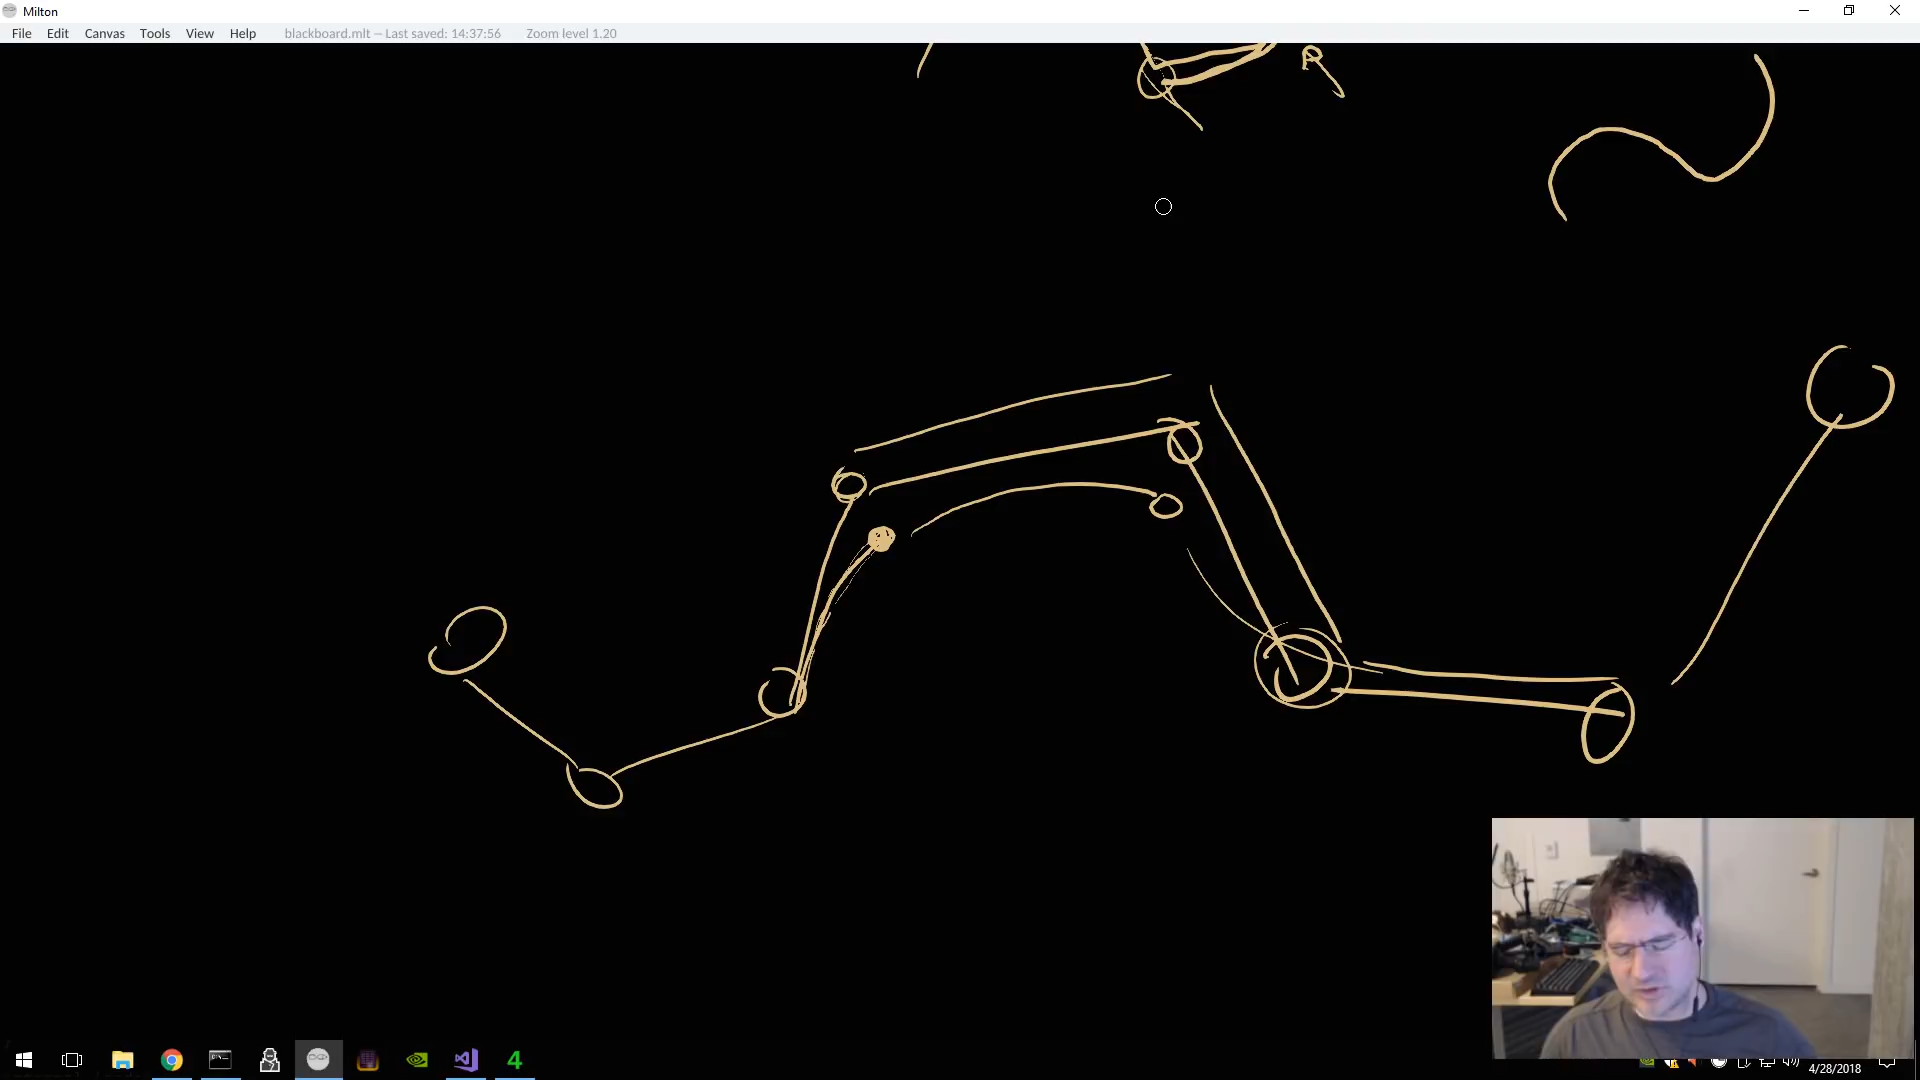 Milton
File Edit Canvas Tools View Help blackboard.mlt -- Last saved: 14:37:56 Zoom level 1.20
R
4
4/28/2018